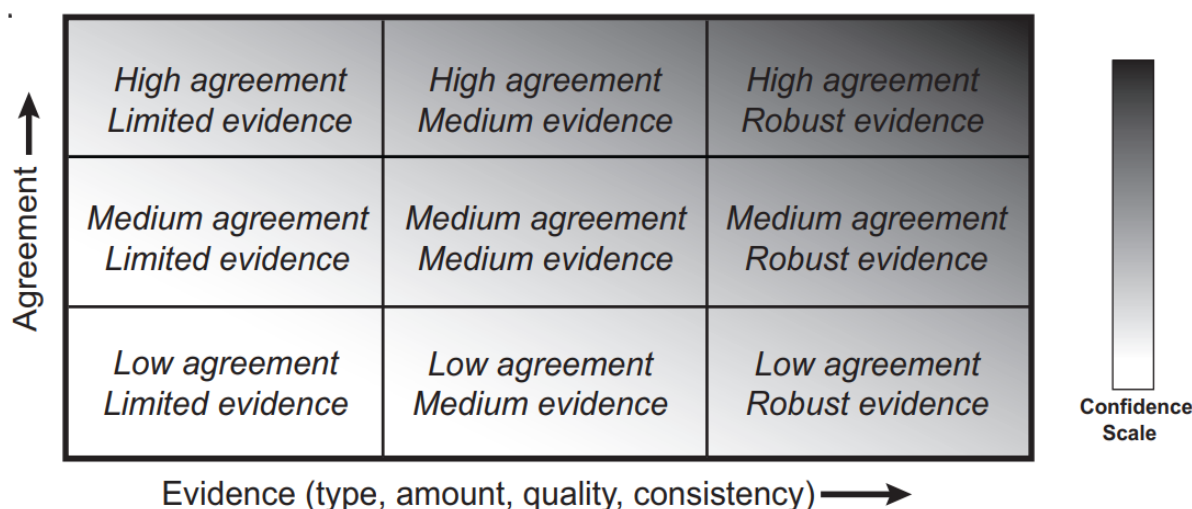 High agreement
Limited evidence
High agreement
Medium evidence
High agreement
Robust evidence
Medium agreement
Limited evidence
Medium agreement
Medium evidence
Medium agreement
Robust evidence
Low agreement
Limited evidence
Low agreement
Medium evidence
Low agreement
Robust evidence
Agreement
Evidence (type, amount, quality, consistency)
Confidence
Scale